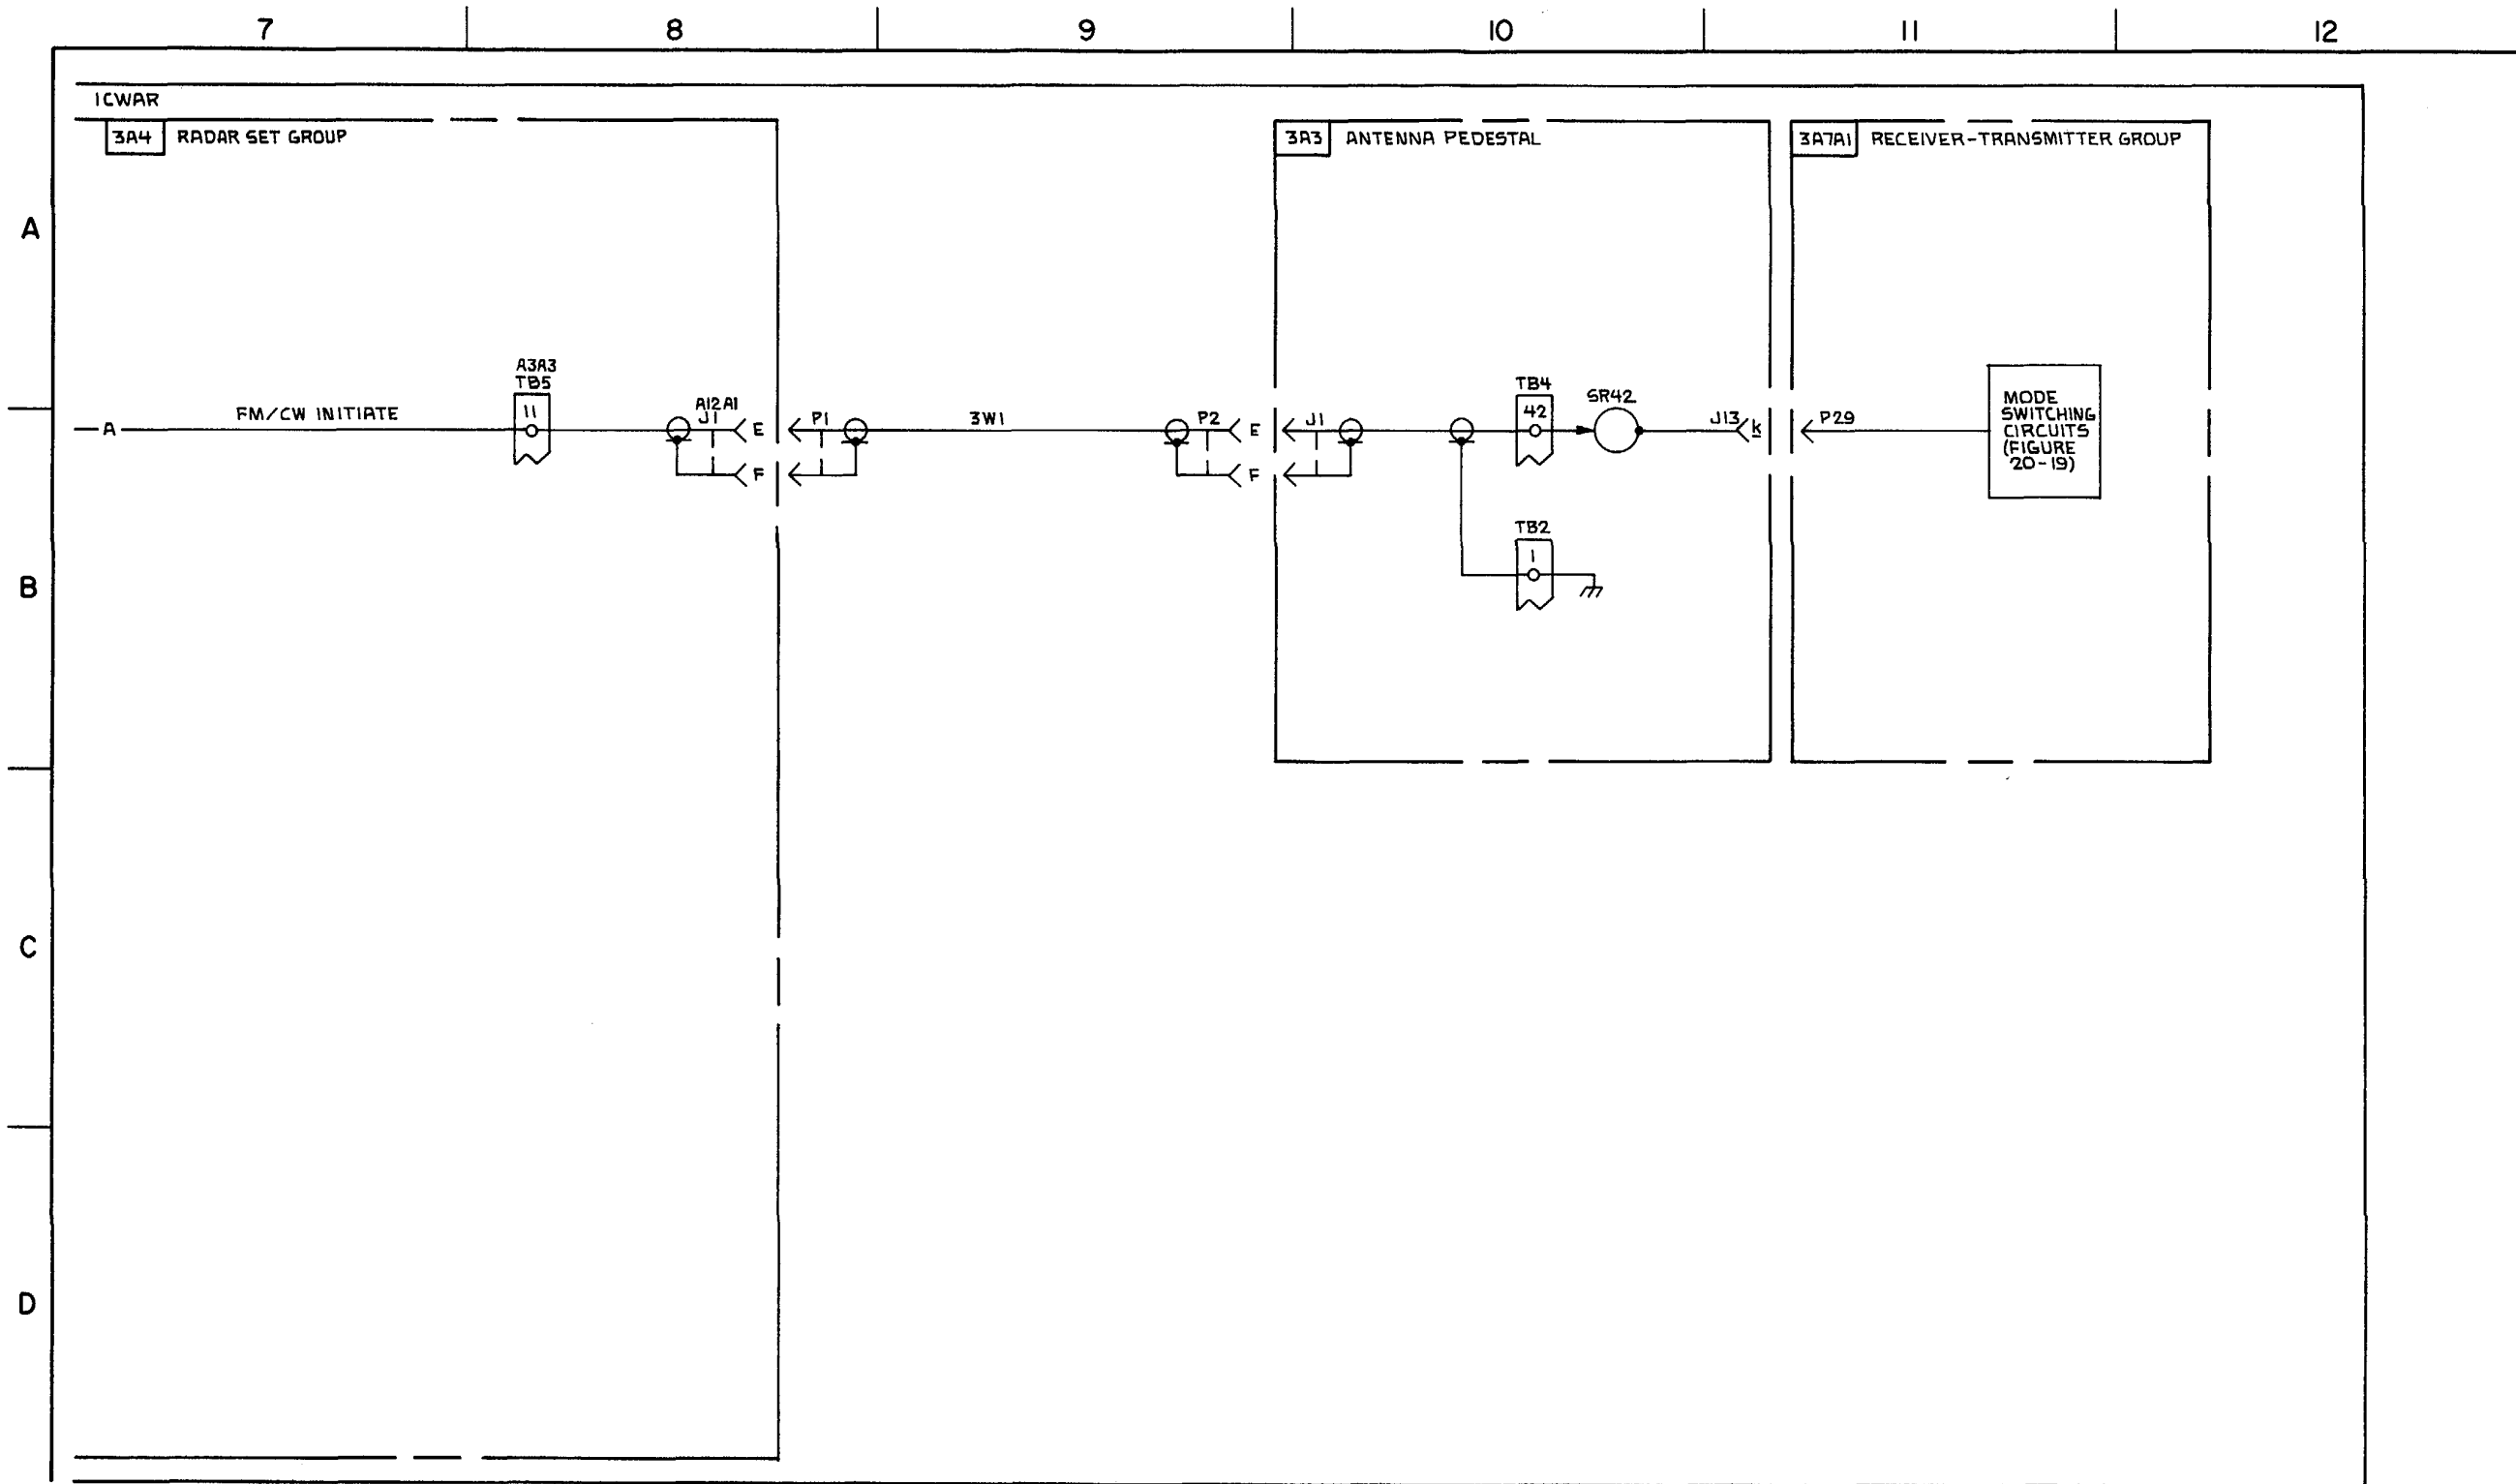 7 8 9 10 11 12
ICWAR
3A4 RADAR SET GROUP
3A3 ANTENNA PEDESTAL
3A7A1 RECEIVER-TRANSMITTER GROUP
A
A3A3
TB5
11
A FM/CW INITIATE
A12A1
J1 E
F
P1
3W1
P2 E
F
J1
TB4
42
SR42
J13 k
P29
MODE
SWITCHING
CIRCUITS
(FIGURE
20-19)
TB2
1
B
C
D